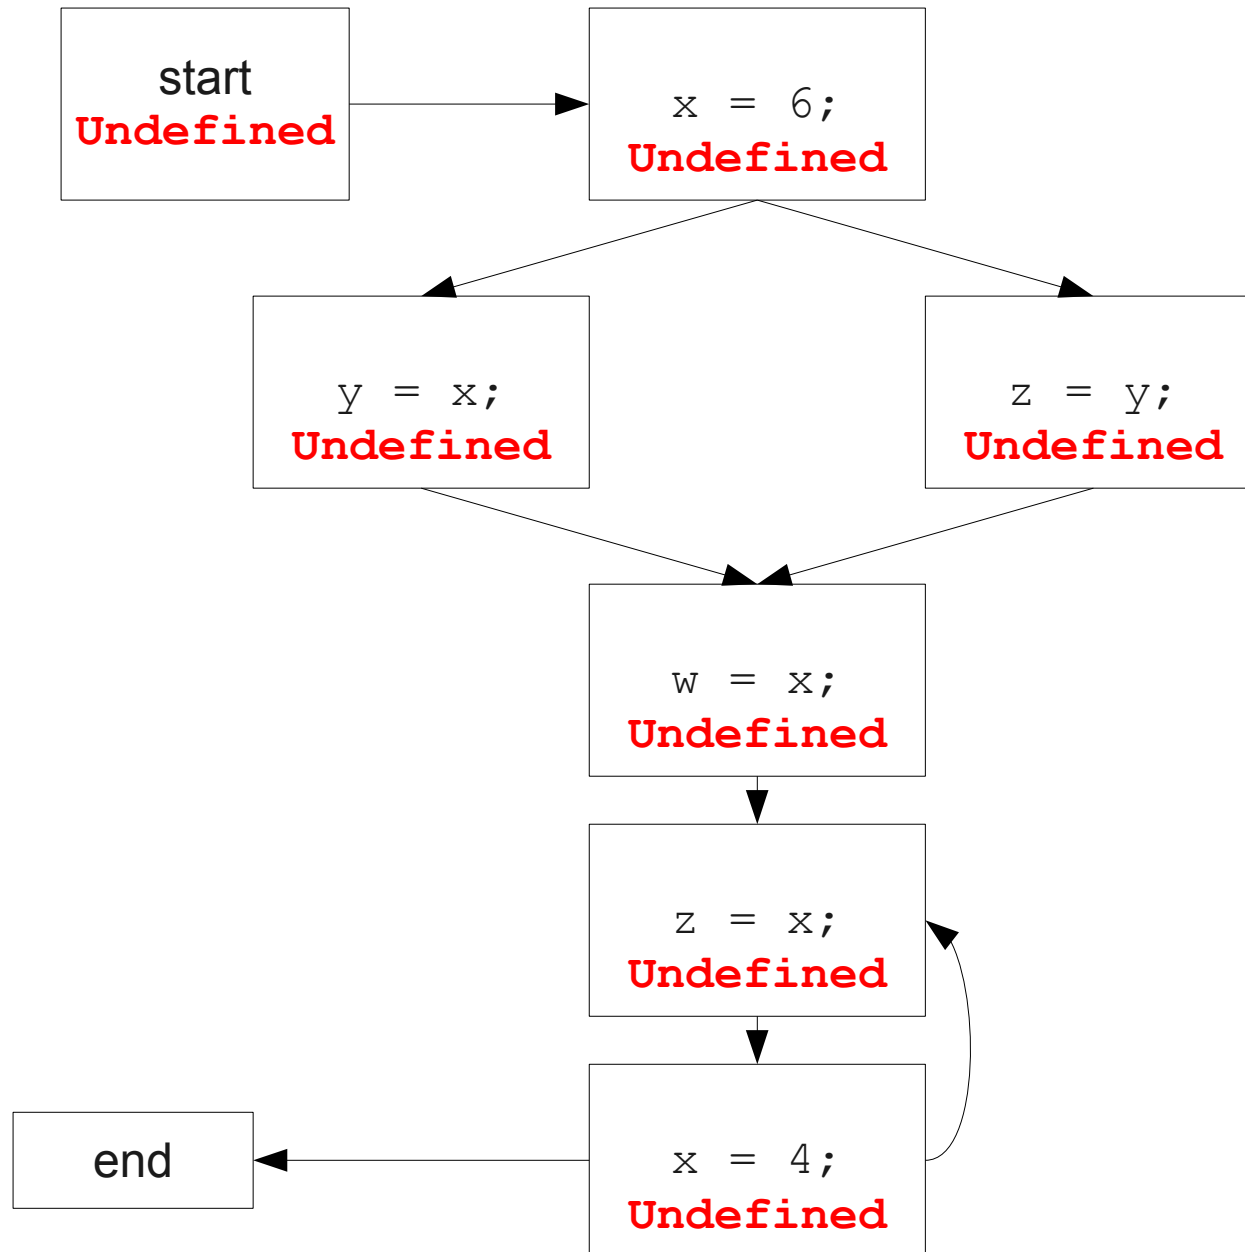 start
Undefined
x = 6;
Undefined
y = x;
Undefined
z = y;
Undefined
w = x;
Undefined
z = x;
Undefined
end
x = 4;
Undefined